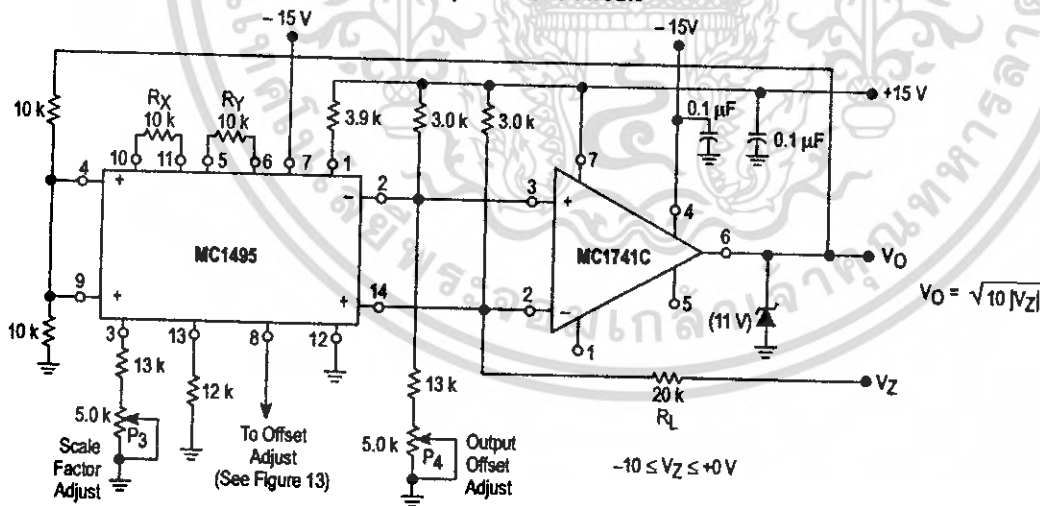 – 15 V
– 15 V
+15 V
10 k
RX
10 k
RY
10 k
3.9 k
3.0 k
3.0 k
0.1 µF
0.1 µF
10
11
5
6
7
1
4
+
–
2
3
+
7
4
MC1495
MC1741C
6
VO
VO = √10 |VZ|
9
+
+
14
2
–
5
(11 V)
1
10 k
3
13
8
12
13 k
12 k
13 k
20 k
RL
VZ
5.0 k
P3
Scale
Factor
Adjust
To Offset
Adjust
(See Figure 13)
5.0 k
P4
Output
Offset
Adjust
–10 ≤ VZ ≤ +0 V